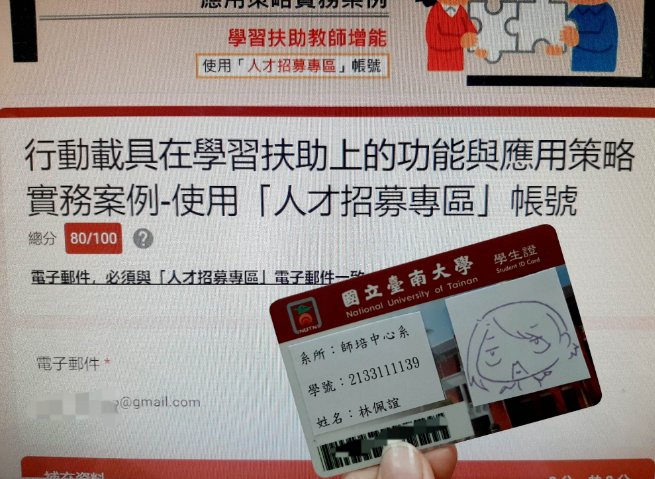 應用策略實務案例
學習扶助教師增能
使用「人才招募專區」帳號
行動載具在學習扶助上的功能與應用策略
實務案例-使用「人才招募專區」帳號
總分 80/100 ?
電子郵件，必須與「人才招募專區」電子郵件一致
電子郵件 *
@gmail.com
補充資料
國立臺南大學
National University of Tainan
學生證
Student ID Card
NUTN
系所：師培中心系
學號：2133111139
姓名：林佩誼